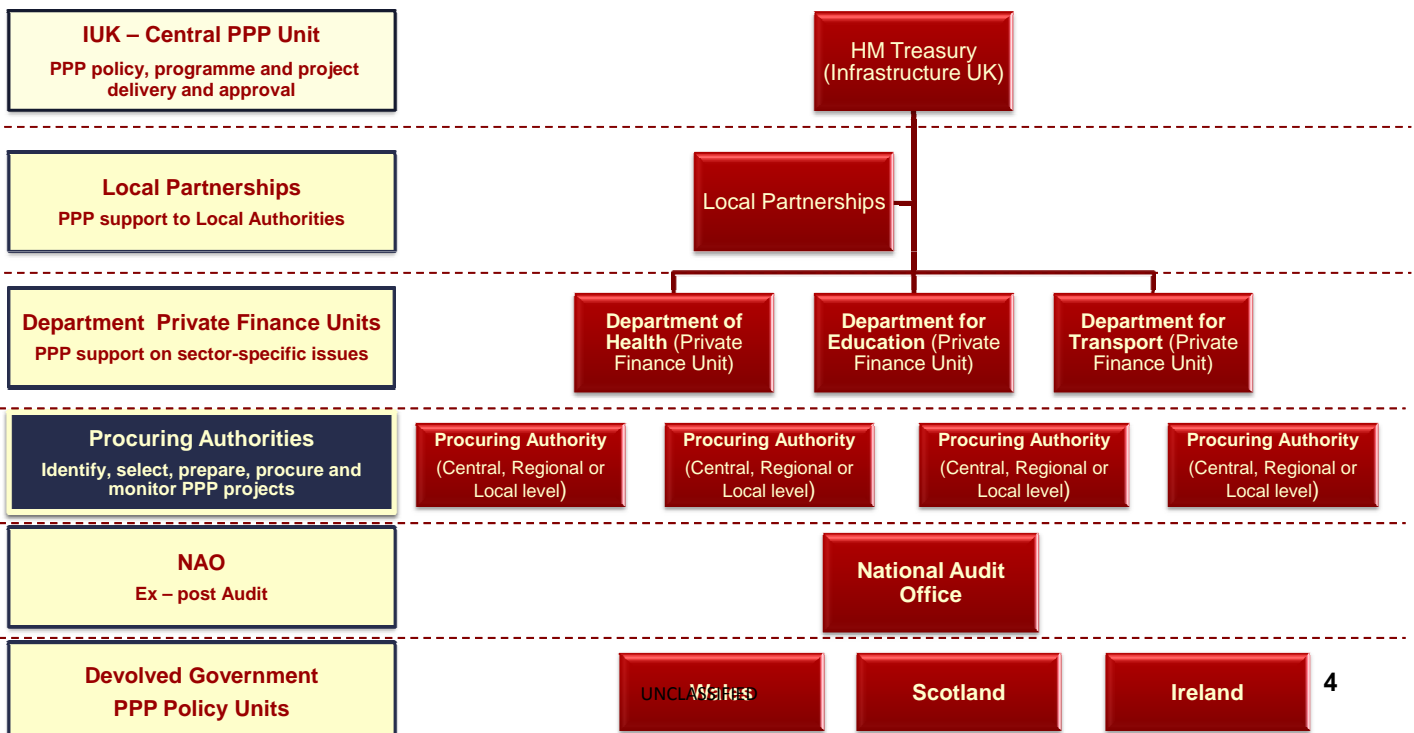 IUK – Central PPP Unit
PPP policy, programme and project
delivery and approval
HM Treasury
(Infrastructure UK)
Local Partnerships
PPP support to Local Authorities
Local Partnerships
Department Private Finance Units
PPP support on sector-specific issues
Department of
Health (Private
Finance Unit)
Department for
Education (Private
Finance Unit)
Department for
Transport (Private
Finance Unit)
Procuring Authorities
Identify, select, prepare, procure and
monitor PPP projects
Procuring Authority
(Central, Regional or
Local level)
Procuring Authority
(Central, Regional or
Local level)
Procuring Authority
(Central, Regional or
Local level)
Procuring Authority
(Central, Regional or
Local level)
NAO
Ex – post Audit
National Audit
Office
Devolved Government
PPP Policy Units
Wales
UNCLASSIFIED
Scotland
Ireland
4